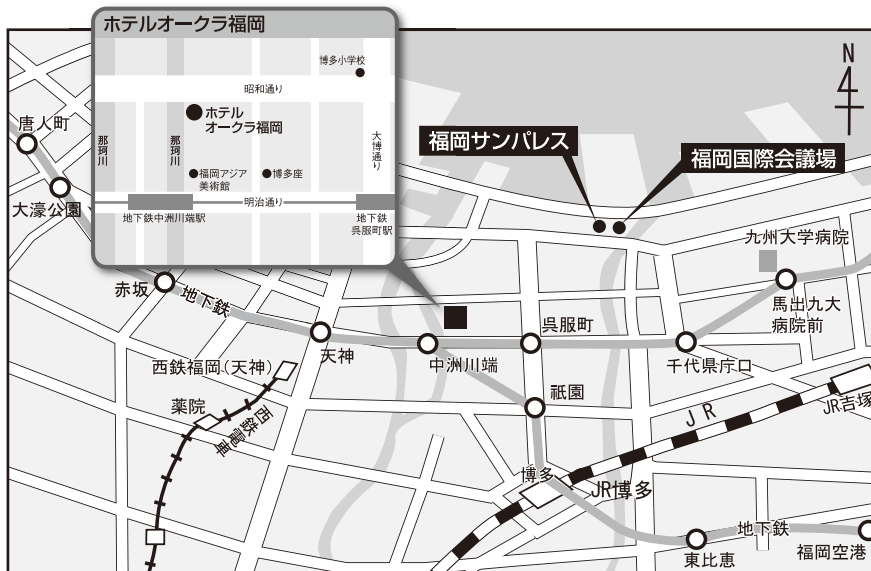 ホテルオークラ福岡
博多小学校
昭和通り
ホテル
オークラ福岡
那珂川
那珂川
大博通り
福岡アジア
美術館
博多座
明治通り
地下鉄中洲川端駅
地下鉄
呉服町駅
N
福岡サンパレス
福岡国際会議場
唐人町
大濠公園
九州大学病院
赤坂
地下鉄
馬出九大
病院前
呉服町
天神
中洲川端
千代県庁口
西鉄福岡(天神)
薬院
西鉄電車
祇園
JR
JR吉塚
博多
JR博多
地下鉄
東比恵
福岡空港